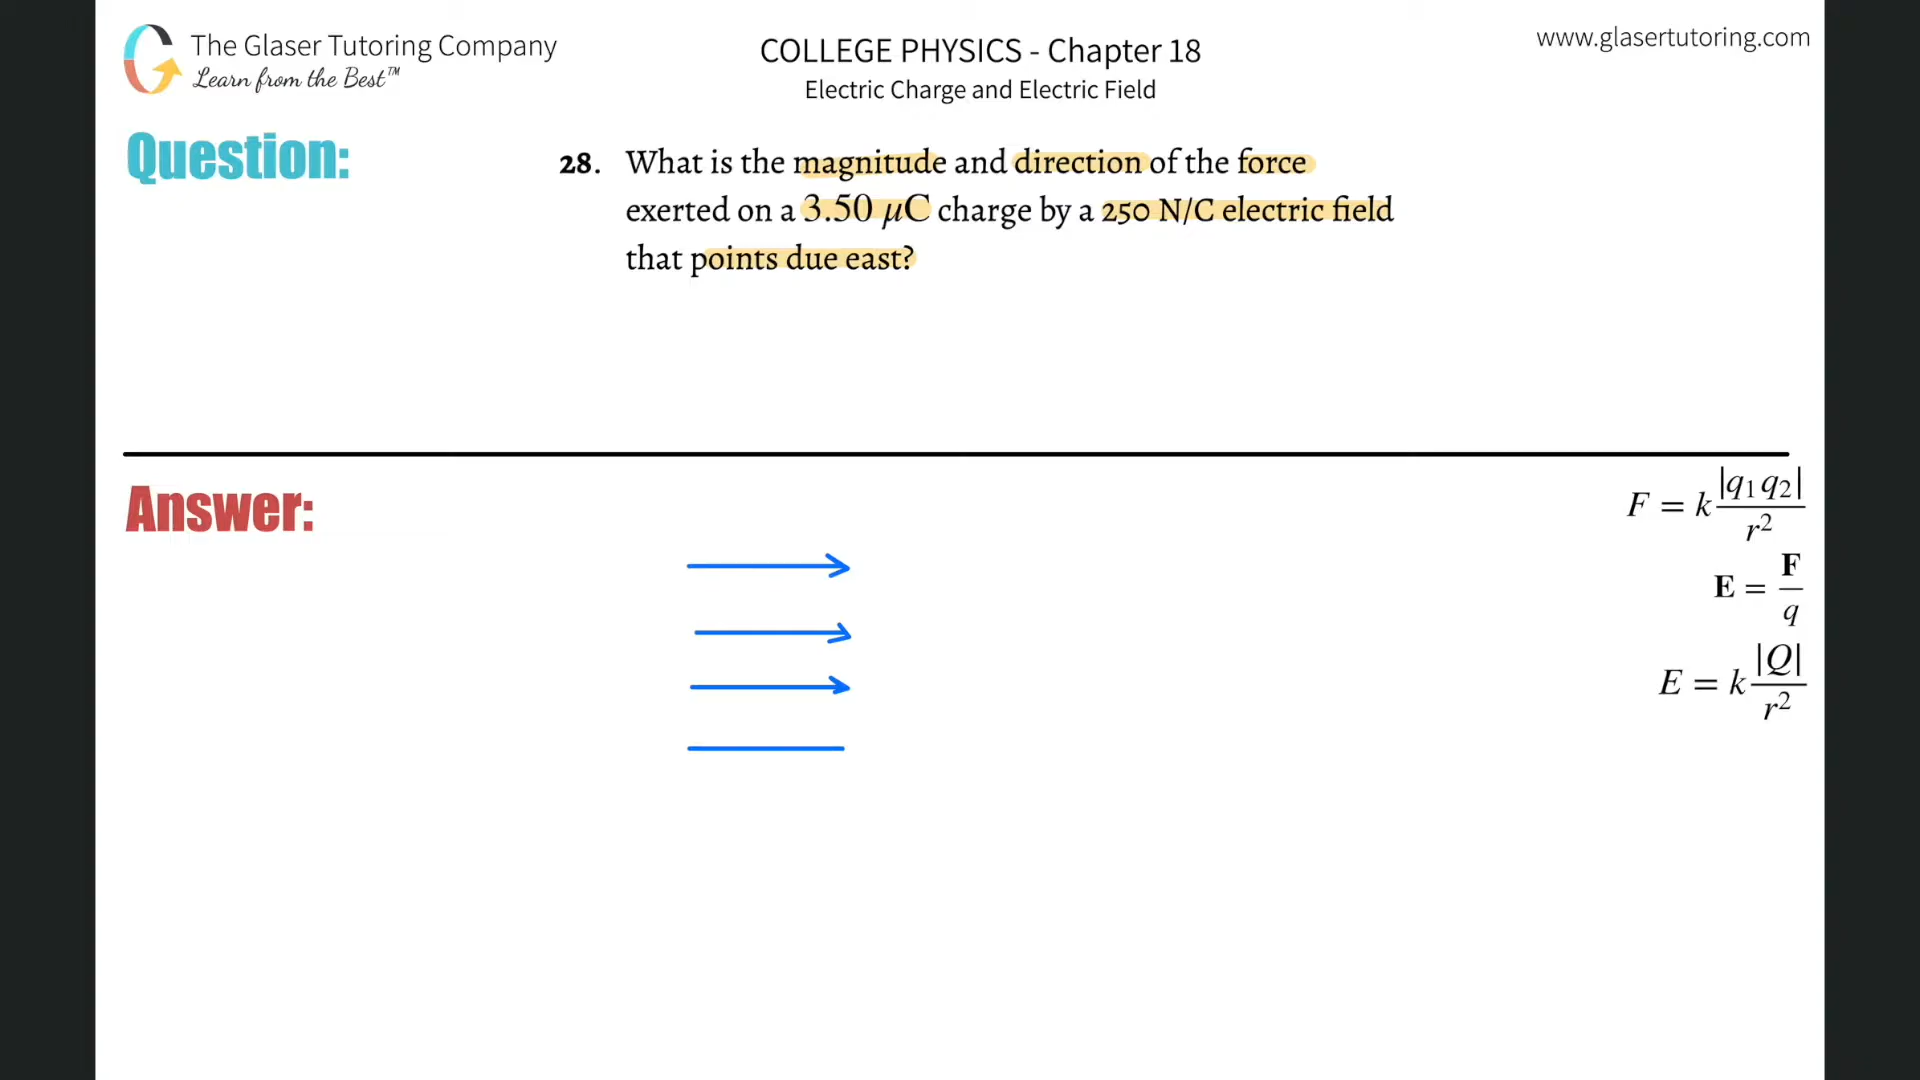 The Glaser Tutoring Company
Learn from the Best™
COLLEGE PHYSICS - Chapter 18
Electric Charge and Electric Field
www.glasertutoring.com
Question:
28. What is the magnitude and direction of the force
exerted on a 3.50 μC charge by a 250 N/C electric field
that points due east?
Answer:
F = k |q₁q₂| / r²
E = F / q
E = k |Q| / r²